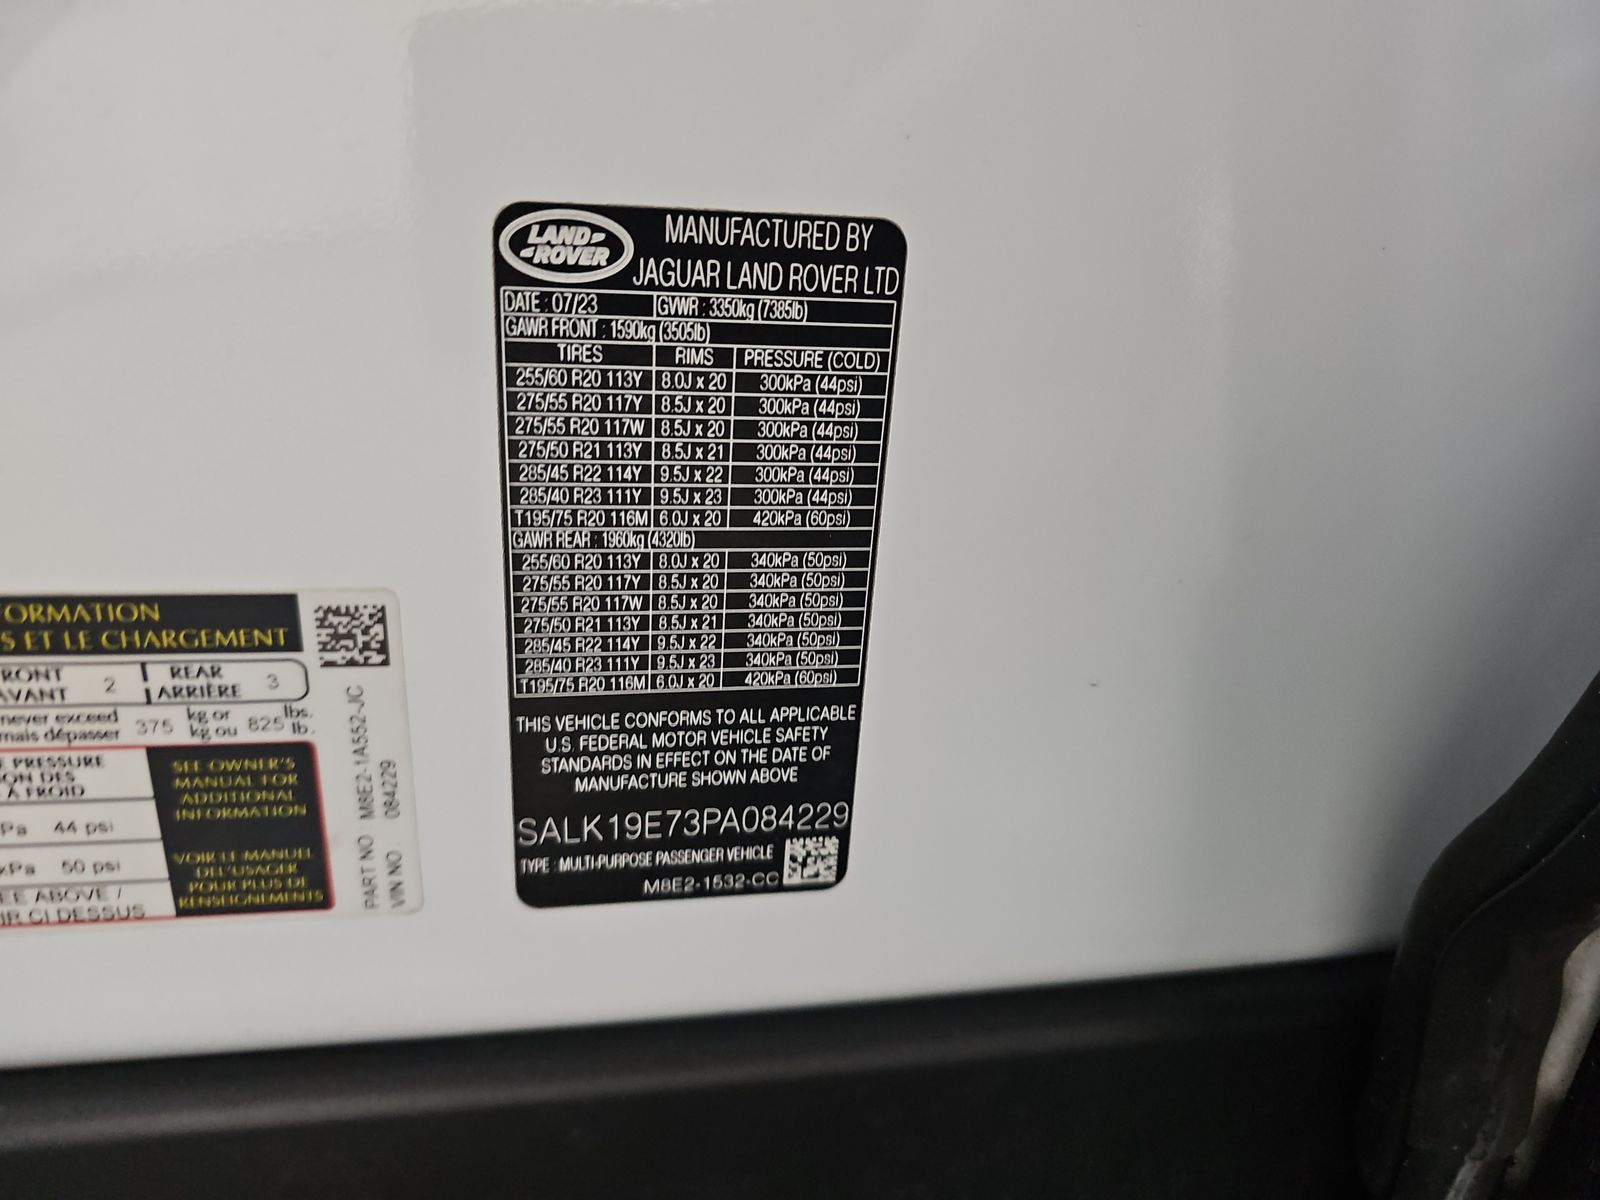 LAND ROVER
MANUFACTURED BY
JAGUAR LAND ROVER LTD
DATE : 07/23 GVWR : 3350kg (7385lb)
GAWR FRONT : 1590kg (3505lb)
TIRES RIMS PRESSURE (COLD)
255/60 R20 113Y 8.0J x 20 300kPa (44psi)
275/55 R20 117Y 8.5J x 20 300kPa (44psi)
275/55 R20 117W 8.5J x 20 300kPa (44psi)
275/50 R21 113Y 8.5J x 21 300kPa (44psi)
285/45 R22 114Y 9.5J x 22 300kPa (44psi)
285/40 R23 111Y 9.5J x 23 300kPa (44psi)
T195/75 R20 116M 6.0J x 20 420kPa (60psi)
GAWR REAR : 1960kg (4320lb)
255/60 R20 113Y 8.0J x 20 340kPa (50psi)
275/55 R20 117Y 8.5J x 20 340kPa (50psi)
275/55 R20 117W 8.5J x 20 340kPa (50psi)
275/50 R21 113Y 8.5J x 21 340kPa (50psi)
285/45 R22 114Y 9.5J x 22 340kPa (50psi)
285/40 R23 111Y 9.5J x 23 340kPa (50psi)
T195/75 R20 116M 6.0J x 20 420kPa (60psi)
THIS VEHICLE CONFORMS TO ALL APPLICABLE
U.S. FEDERAL MOTOR VEHICLE SAFETY
STANDARDS IN EFFECT ON THE DATE OF
MANUFACTURE SHOWN ABOVE
SALK19E73PA084229
TYPE : MULTI-PURPOSE PASSENGER VEHICLE
M8E2-1532-CC
FORMATION
S ET LE CHARGEMENT
RONT 2 REAR 3
AVANT ARRIÈRE
never exceed 375 kg or 825 lbs.
mais dépasser kg ou lb.
E PRESSURE
ION DES
À FROID
Pa 44 psi
kPa 50 psi
EE ABOVE /
IR CI DESSUS
SEE OWNER'S
MANUAL FOR
ADDITIONAL
INFORMATION
VOIR LE MANUEL
DE L'USAGER
POUR PLUS DE
RENSEIGNEMENTS
PART NO M8E2-1A552-JC
VIN NO 084229